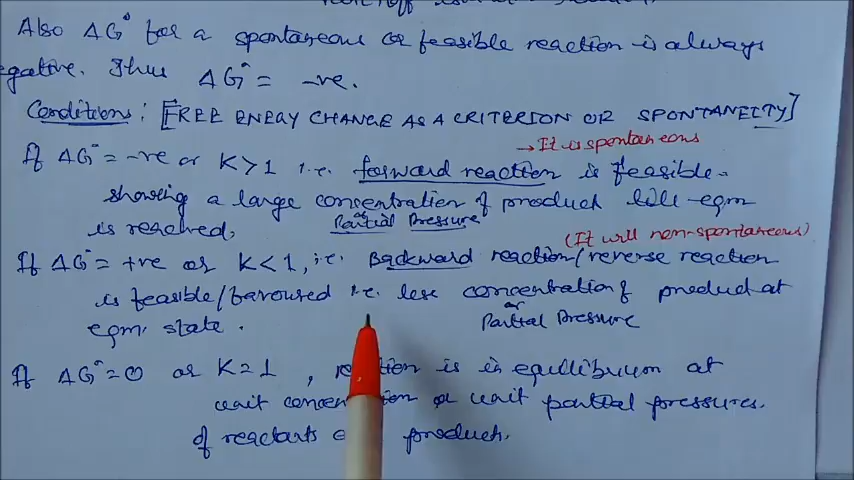 Also ΔG° for a spontaneous or feasible reaction is always
egative. Thus ΔG° = -ve.
Conditions: [FREE ENERGY CHANGE AS A CRITERION OR SPONTANEITY]
→ It is spontaneous
If ΔG° = -ve or K > 1 i.e. forward reaction is feasible.
showing a large concentration of product till eqm
or
is reached. Partial Pressure
(It will non-spontaneous)
If ΔG° = +ve or K < 1, i.e. Backward reaction/reverse reaction
is feasible/favoured i.e. less concentration of product at
or
eqm. state. Partial Pressure
If ΔG° = 0 or K = 1, is in equilibrium at
unit or unit partial pressures.
of reactants product.